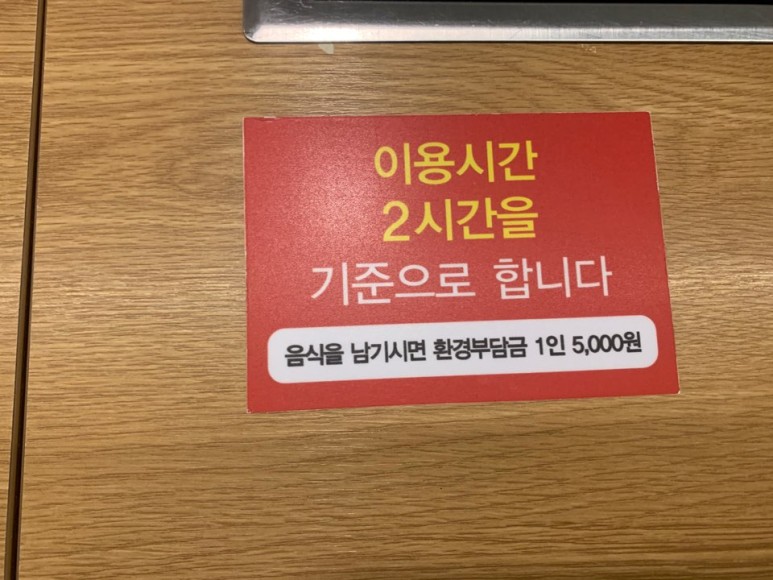 이용시간
2시간을
기준으로 합니다
음식을 남기시면 환경부담금 1인 5,000원